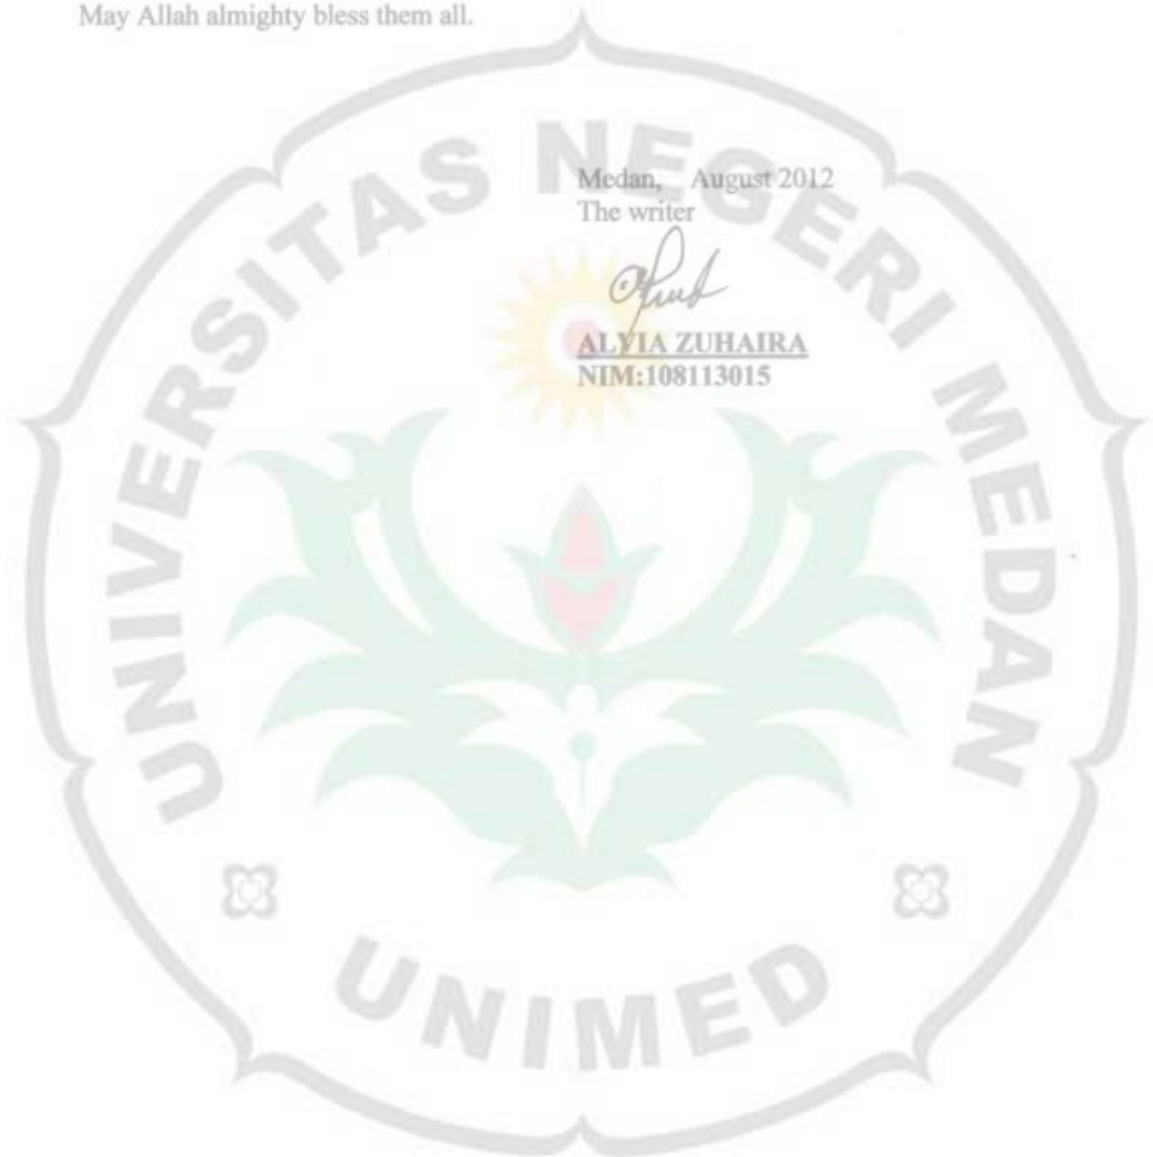 May Allah almighty bless them all.
Medan, August 2012
The writer
ALVIA ZUHAIRA
NIM:108113015
UNIVERSITAS NEGERI MEDAN
UNIMED